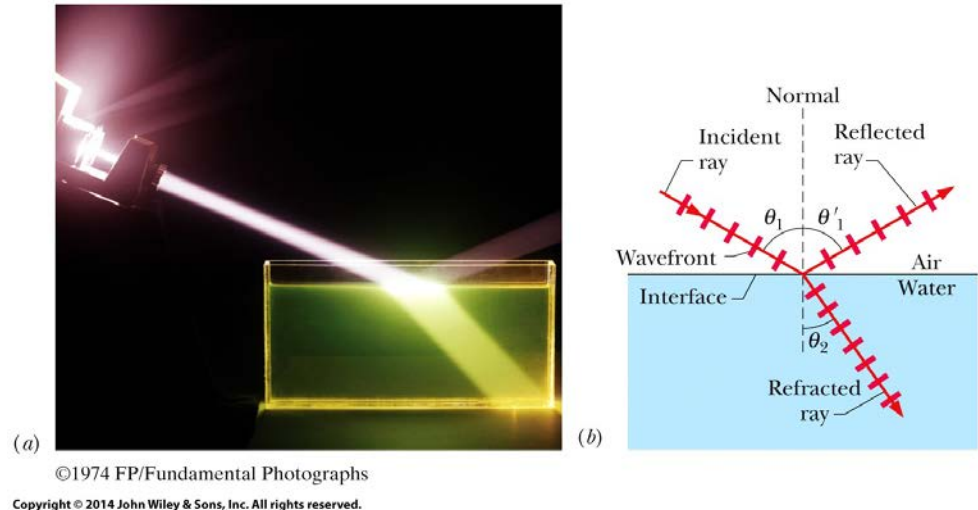 Normal
Incident
ray
Reflected
ray
θ₁
θ′₁
Wavefront
Air
Interface
Water
θ₂
Refracted
ray
(a)
(b)
©1974 FP/Fundamental Photographs
Copyright © 2014 John Wiley & Sons, Inc. All rights reserved.